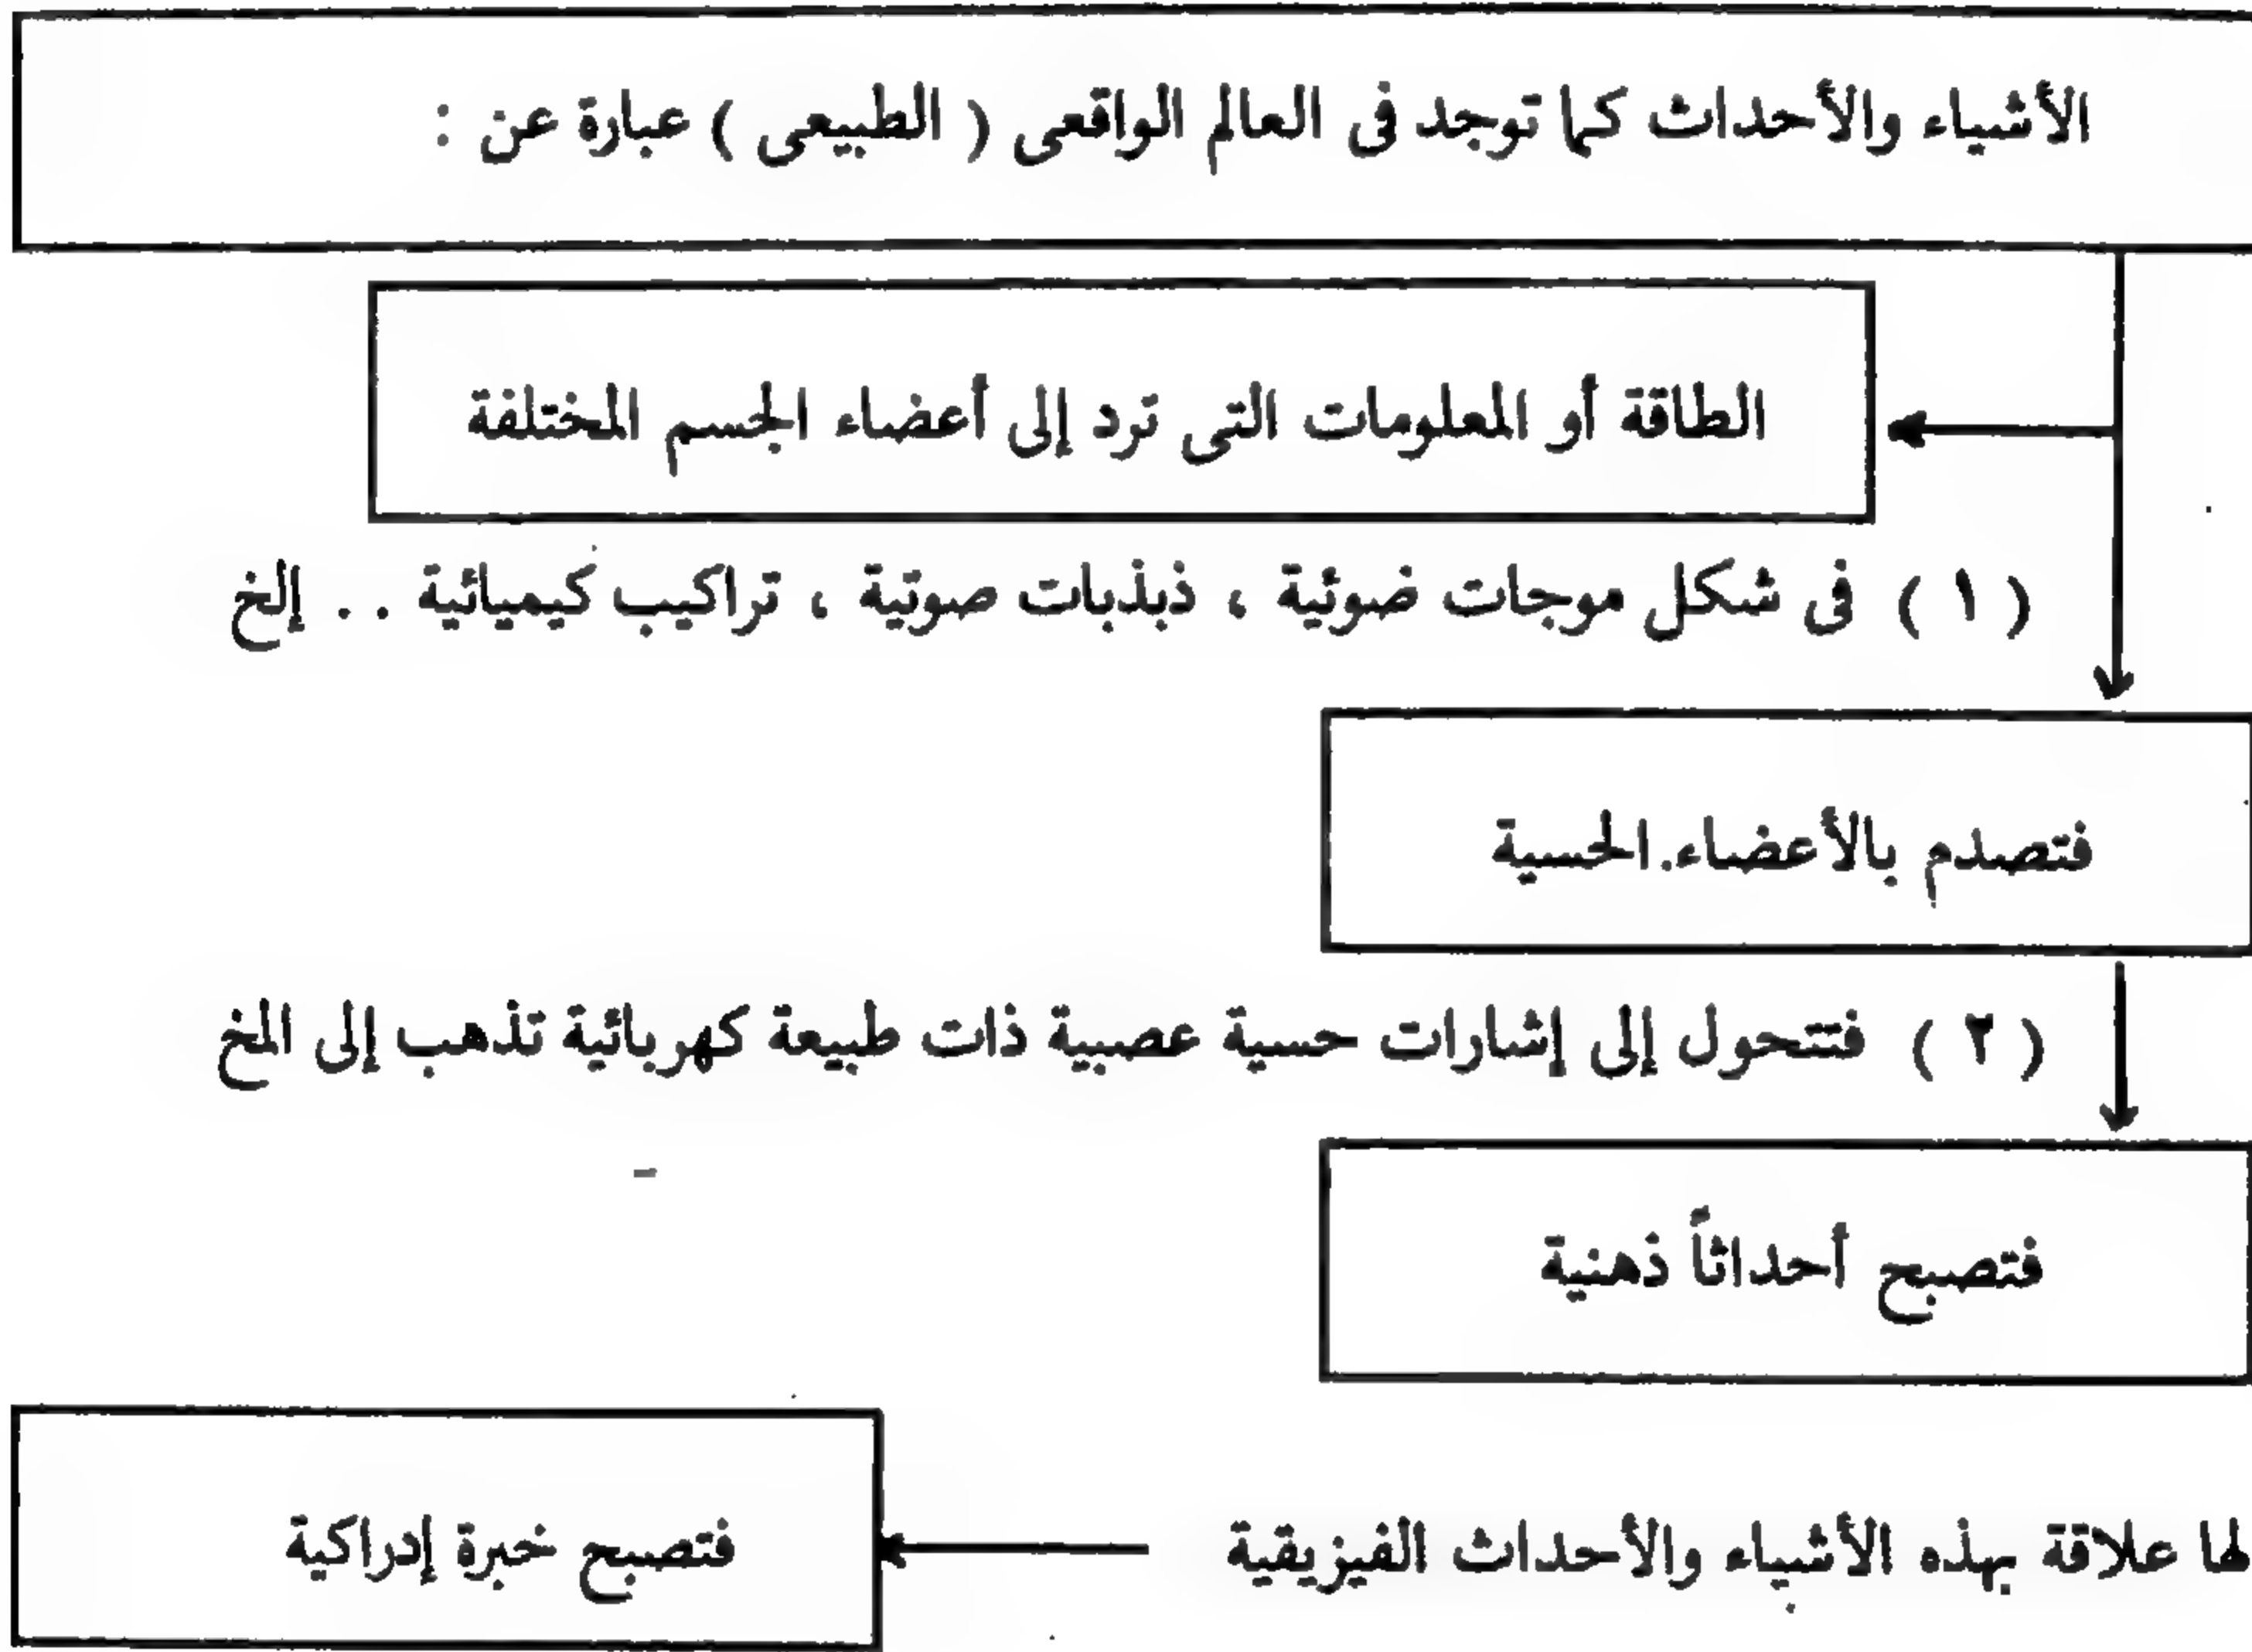 الأشياء والأحداث كما توجد فى العالم الواقعى ( الطبيعى ) عبارة عن :
الطاقة أو المعلومات التى ترد إلى أعضاء الجسم المختلفة
( ١ ) فى شكل موجات ضوئية ، ذبذبات صوتية ، تراكيب كيميائية . . إلخ
فتصدم بالأعضاء الحسية
( ٢ ) فتتحول إلى إشارات حسية عصبية ذات طبيعة كهربائية تذهب إلى المخ
فتصبح أحداثاً ذهنية
لها علاقة بهذه الأشياء والأحداث الفيزيقية
فتصبح خبرة إدراكية